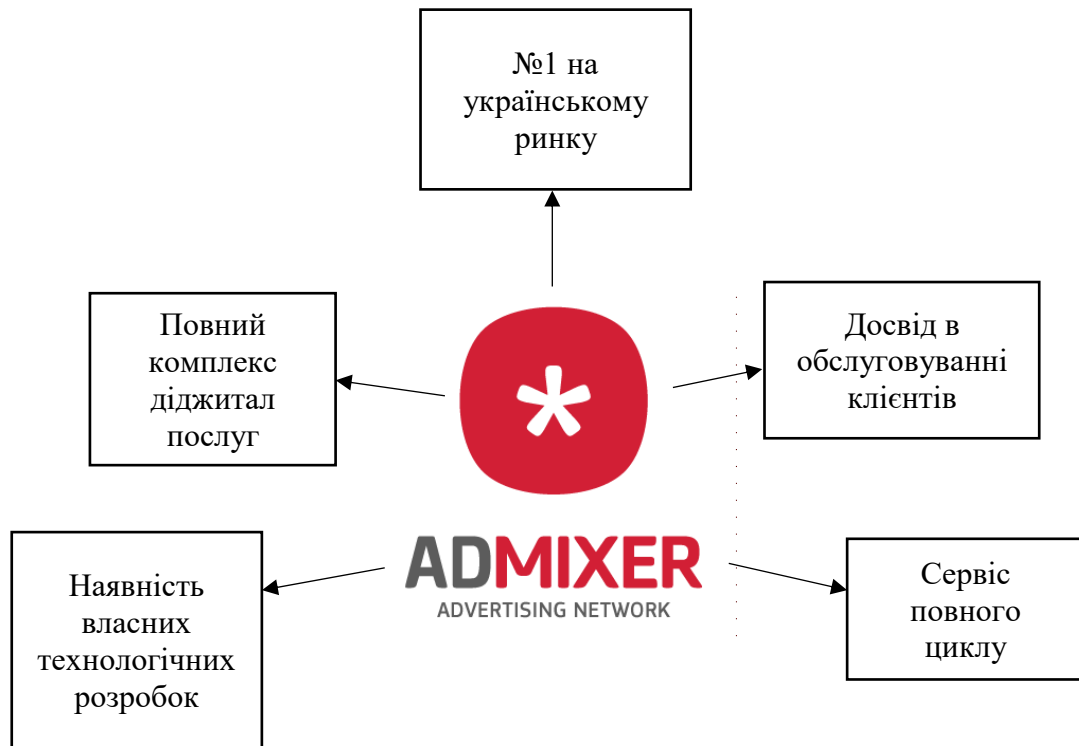 №1 на
українському
ринку
Повний
комплекс
діджитал
послуг
Досвід в
обслуговуванні
клієнтів
ADMIXER
ADVERTISING NETWORK
Наявність
власних
технологічних
розробок
Сервіс
повного
циклу